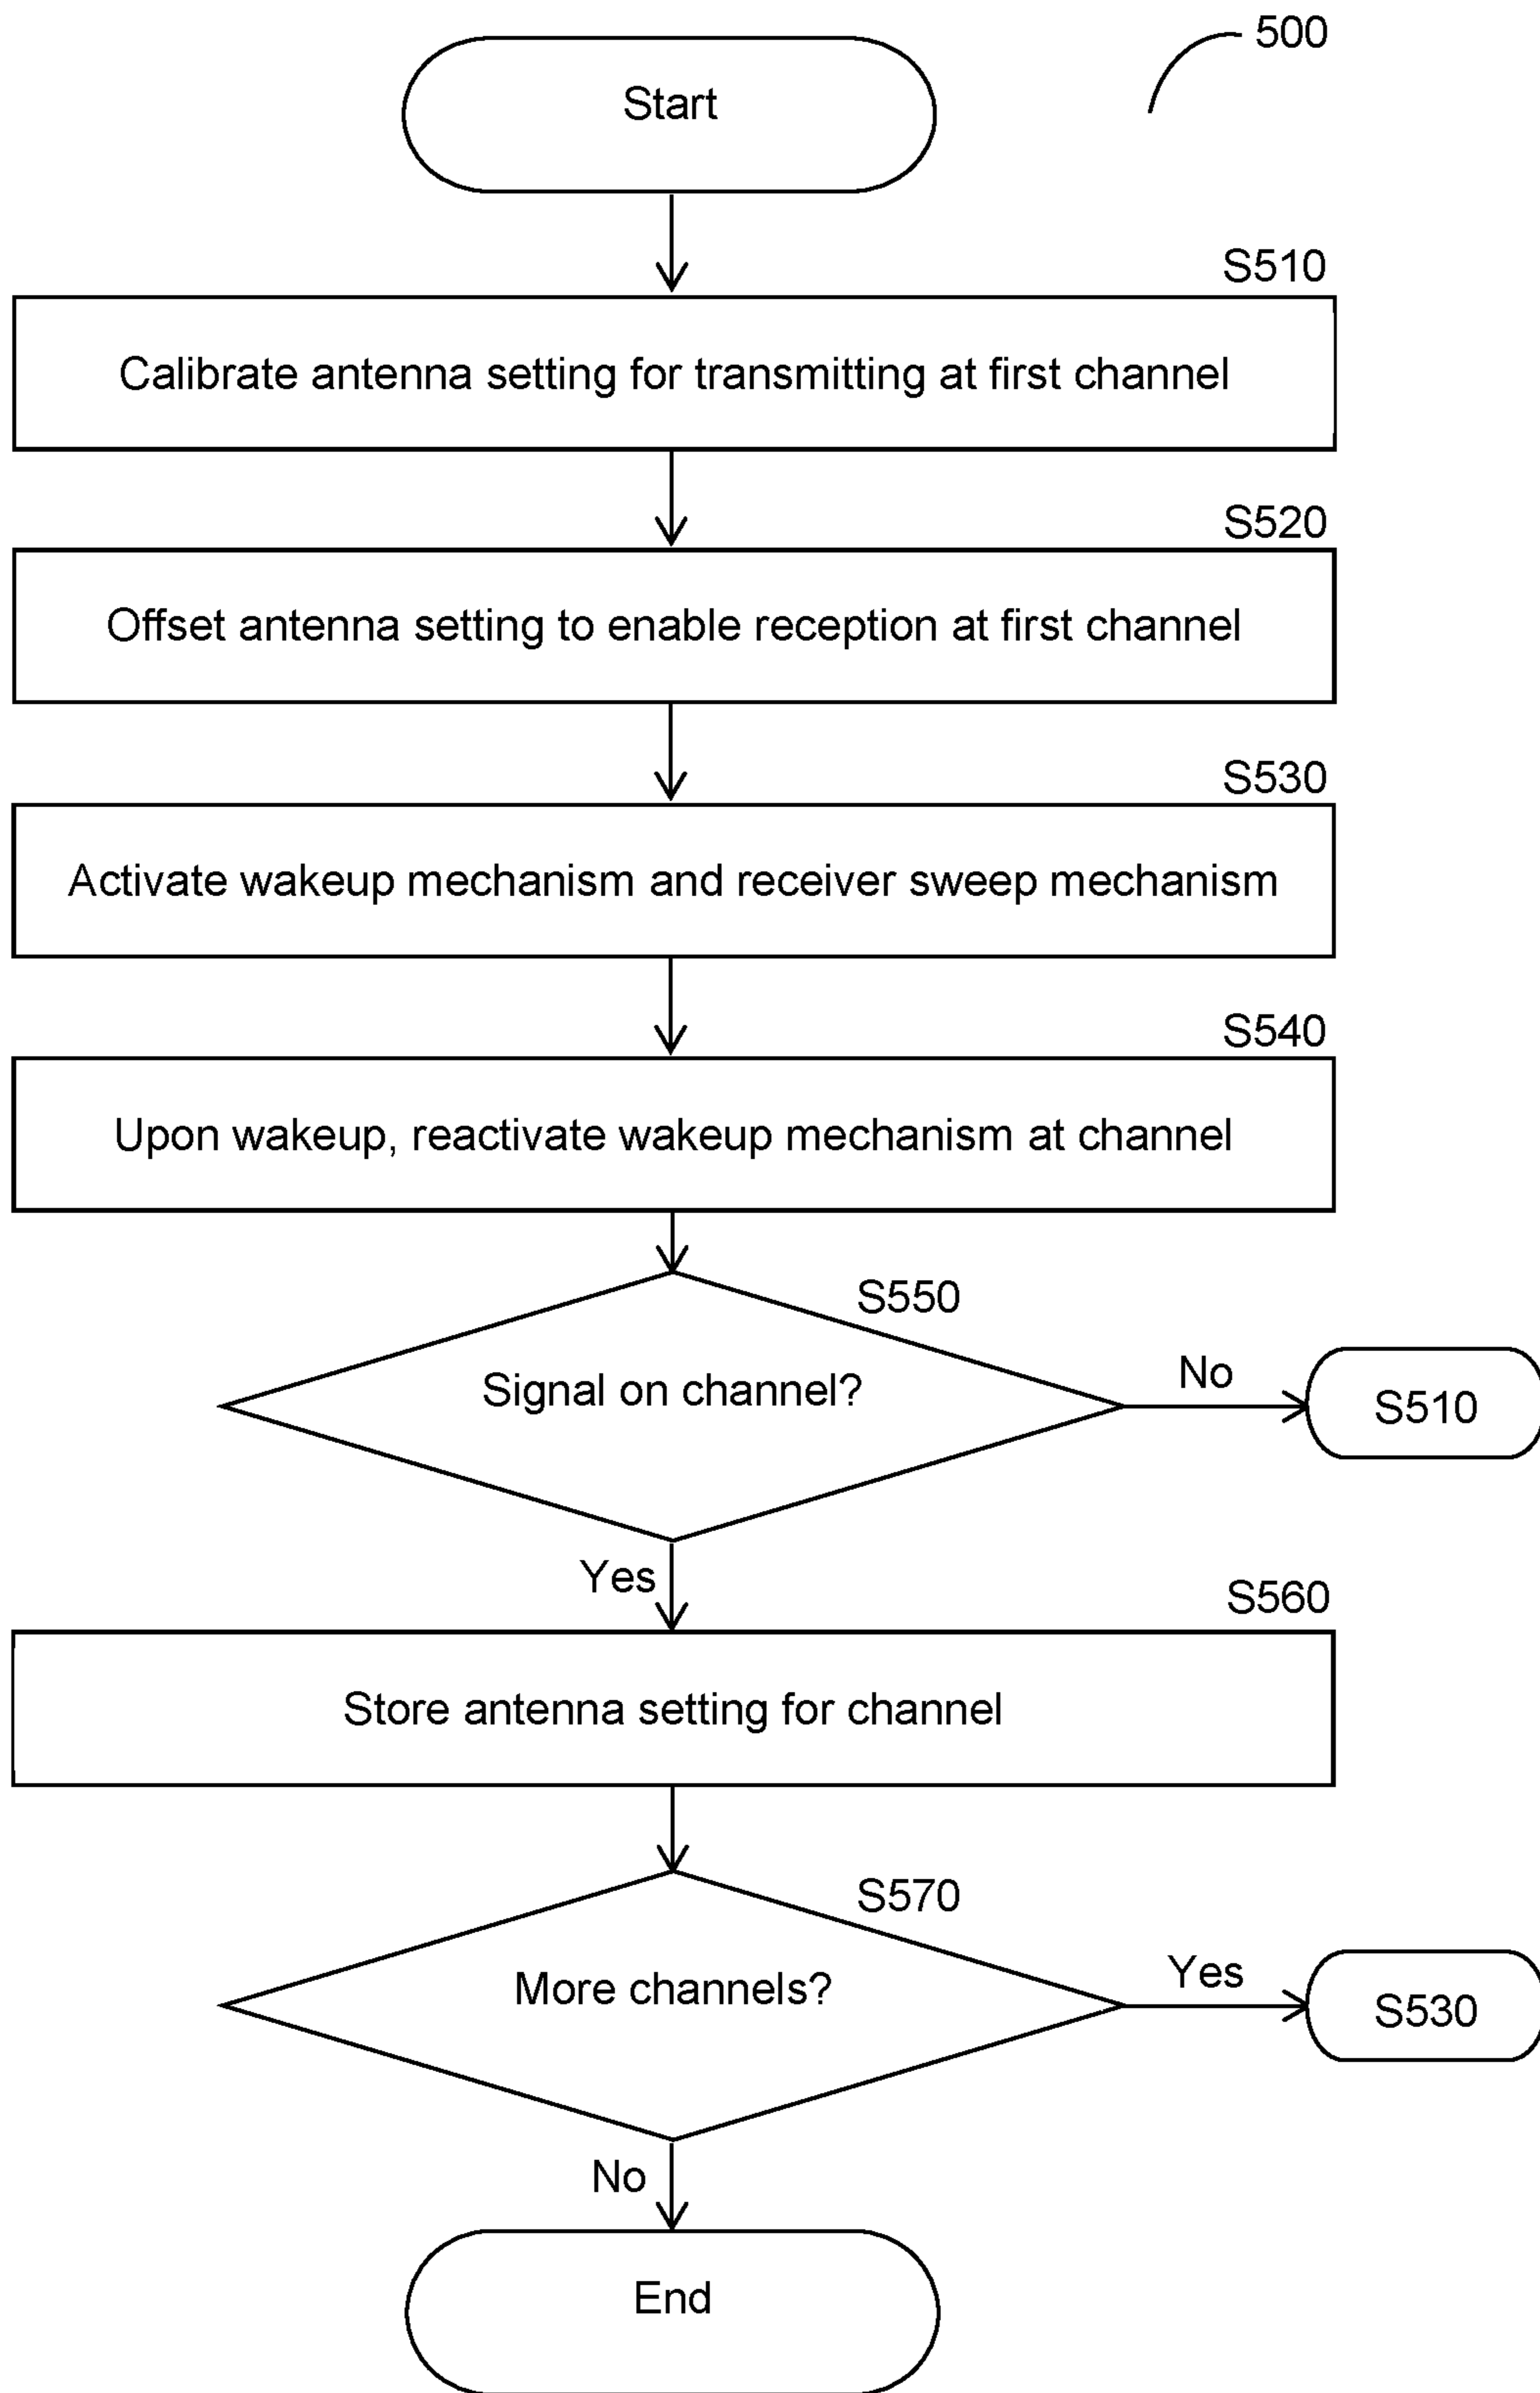 500
Start
S510
Calibrate antenna setting for transmitting at first channel
S520
Offset antenna setting to enable reception at first channel
S530
Activate wakeup mechanism and receiver sweep mechanism
S540
Upon wakeup, reactivate wakeup mechanism at channel
S550
Signal on channel?
No
S510
Yes
S560
Store antenna setting for channel
S570
More channels?
Yes
S530
No
End